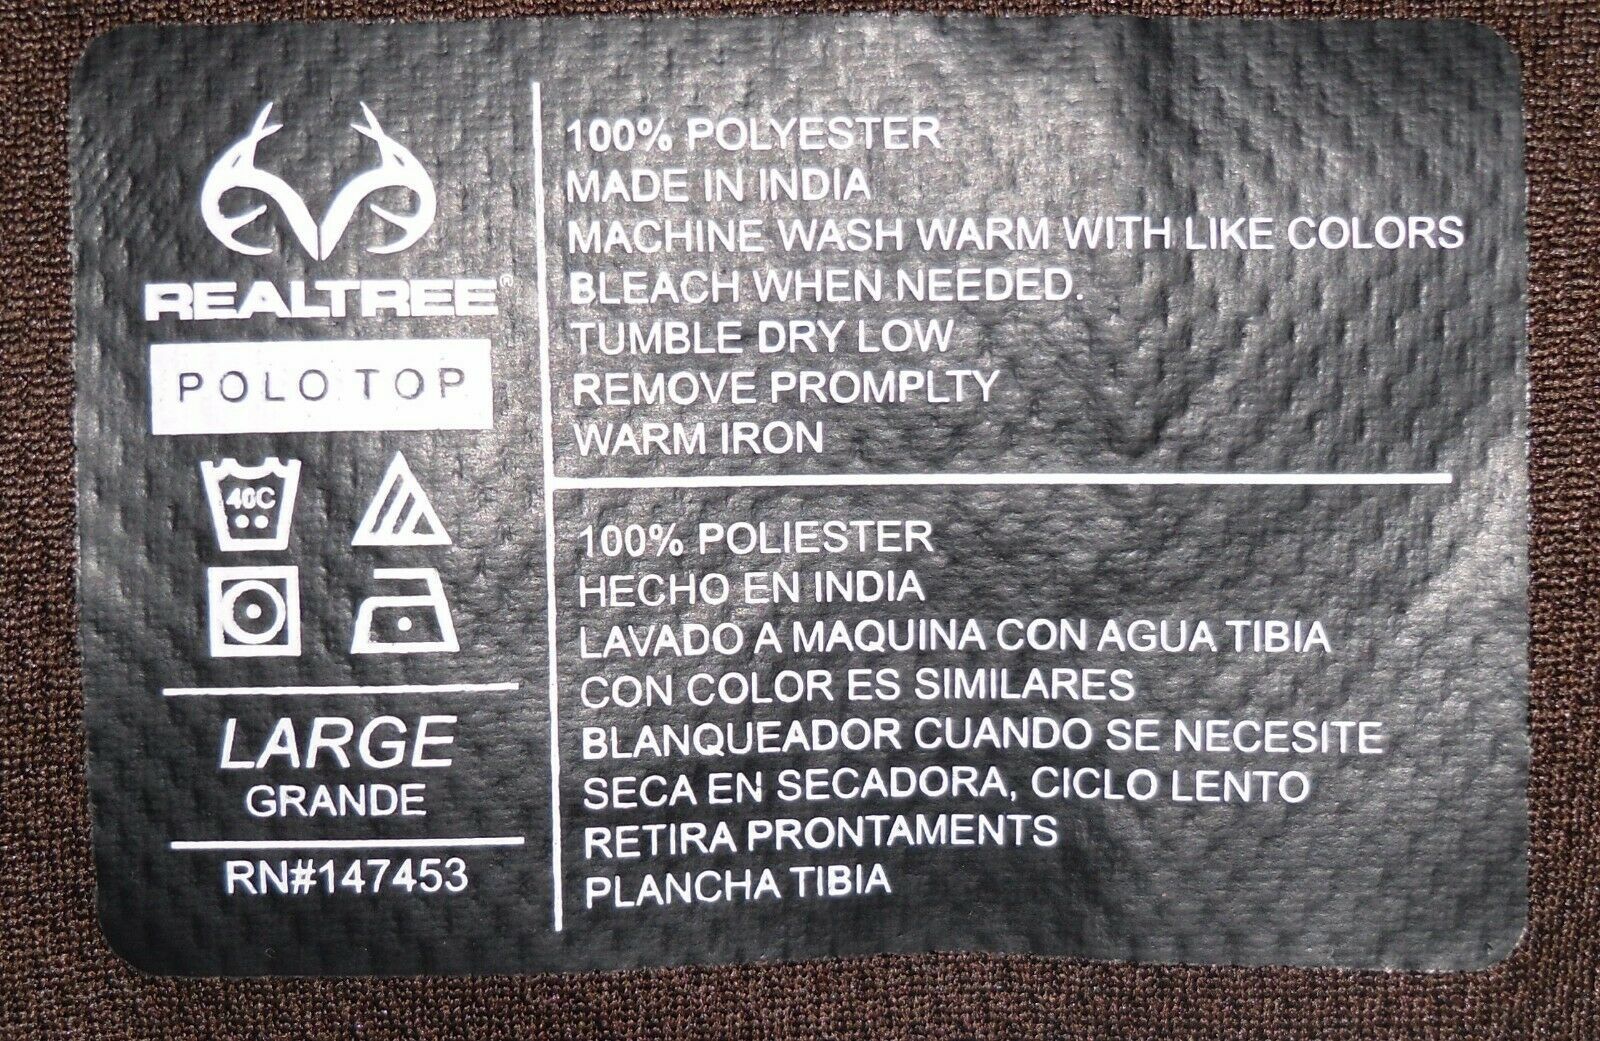 REALTREE
POLO TOP
40C
LARGE
GRANDE
RN#147453
100% POLYESTER
MADE IN INDIA
MACHINE WASH WARM WITH LIKE COLORS
BLEACH WHEN NEEDED.
TUMBLE DRY LOW
REMOVE PROMPLTY
WARM IRON
100% POLIESTER
HECHO EN INDIA
LAVADO A MAQUINA CON AGUA TIBIA
CON COLOR ES SIMILARES
BLANQUEADOR CUANDO SE NECESITE
SECA EN SECADORA, CICLO LENTO
RETIRA PRONTAMENTS
PLANCHA TIBIA